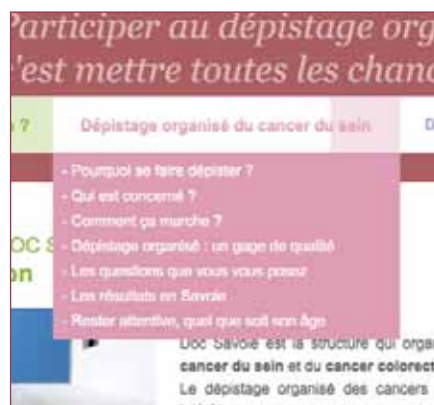 Participer au dépistage org
c'est mettre toutes les chanc
? Dépistage organisé du cancer du sein D
- Pourquoi se faire dépister ?
- Qui est concerné ?
- Comment ça marche ?
- Dépistage organisé : un gage de qualité
- Les questions que vous vous posez
- Les résultats en Savoie
- Rester attentive, quel que soit son âge
OC S
on
Doc Savoie est la structure qui organ
cancer du sein et du cancer colorect
Le dépistage organisé des cancers